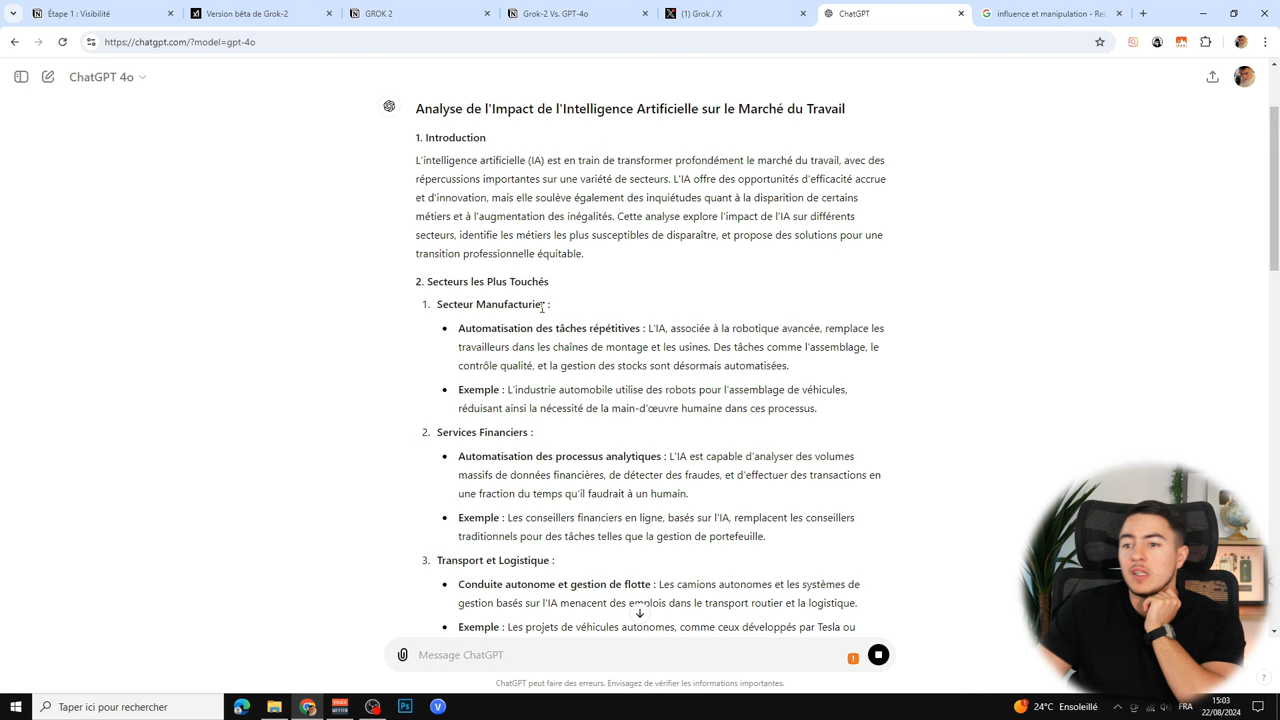 Étape 1 : Visibilité
Version bêta de Grok-2
GROK 2
Grok-2 Vs. GPT-4o
(1) Grok / X
ChatGPT
influence et manipulation - Rec
https://chatgpt.com/?model=gpt-4o
ChatGPT 4o
Analyse de l'Impact de l'Intelligence Artificielle sur le Marché du Travail
1. Introduction
L'intelligence artificielle (IA) est en train de transformer profondément le marché du travail, avec des
répercussions importantes sur une variété de secteurs. L'IA offre des opportunités d'efficacité accrue
et d'innovation, mais elle soulève également des inquiétudes quant à la disparition de certains
métiers et à l'augmentation des inégalités. Cette analyse explore l'impact de l'IA sur différents
secteurs, identifie les métiers les plus susceptibles de disparaître, et propose des solutions pour une
transition professionnelle équitable.
2. Secteurs les Plus Touchés
1. Secteur Manufacturier :
• Automatisation des tâches répétitives : L'IA, associée à la robotique avancée, remplace les
travailleurs dans les chaînes de montage et les usines. Des tâches comme l'assemblage, le
contrôle qualité, et la gestion des stocks sont désormais automatisées.
• Exemple : L'industrie automobile utilise des robots pour l'assemblage de véhicules,
réduisant ainsi la nécessité de la main-d'œuvre humaine dans ces processus.
2. Services Financiers :
• Automatisation des processus analytiques : L'IA est capable d'analyser des volumes
massifs de données financières, de détecter des fraudes, et d'effectuer des transactions en
une fraction du temps qu'il faudrait à un humain.
• Exemple : Les conseillers financiers en ligne, basés sur l'IA, remplacent les conseillers
traditionnels pour des tâches telles que la gestion de portefeuille.
3. Transport et Logistique :
• Conduite autonome et gestion de flotte : Les camions autonomes et les systèmes de
gestion basés sur l'IA menacent des emplois dans le transport routier et la logistique.
• Exemple : Les projets de véhicules autonomes, comme ceux développés par Tesla ou
Message ChatGPT
ChatGPT peut faire des erreurs. Envisagez de vérifier les informations importantes.
Taper ici pour rechercher
24°C Ensoleillé
FRA
15:03
22/08/2024